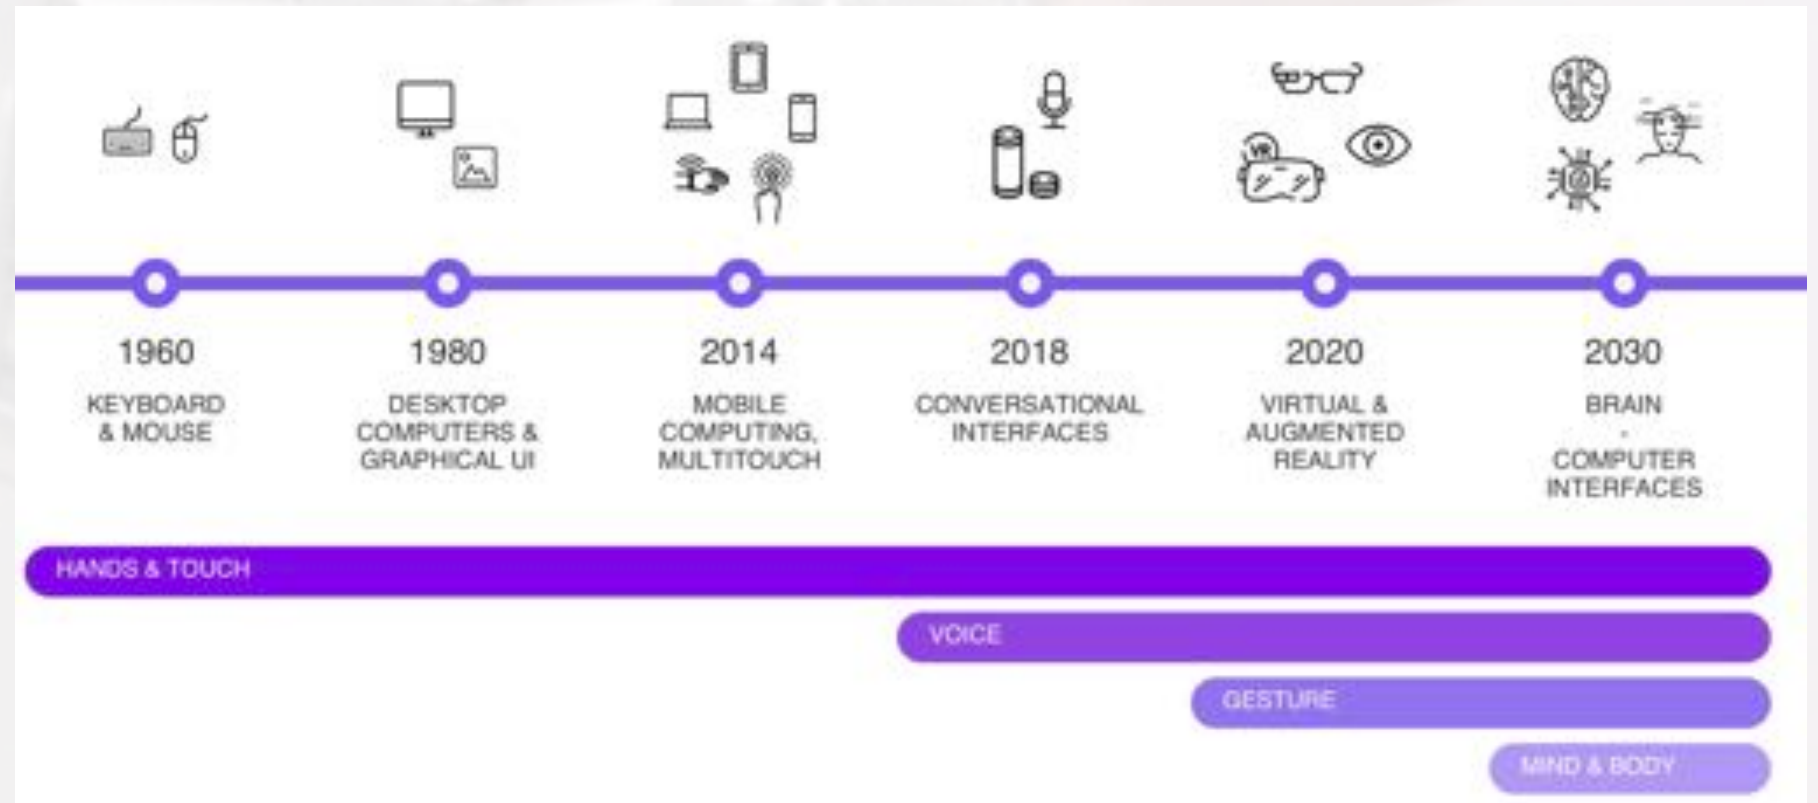 VR
1960
KEYBOARD
& MOUSE
1980
DESKTOP
COMPUTERS &
GRAPHICAL UI
2014
MOBILE
COMPUTING,
MULTITOUCH
2018
CONVERSATIONAL
INTERFACES
2020
VIRTUAL &
AUGMENTED
REALITY
2030
BRAIN
-
COMPUTER
INTERFACES
HANDS & TOUCH
VOICE
GESTURE
MIND & BODY